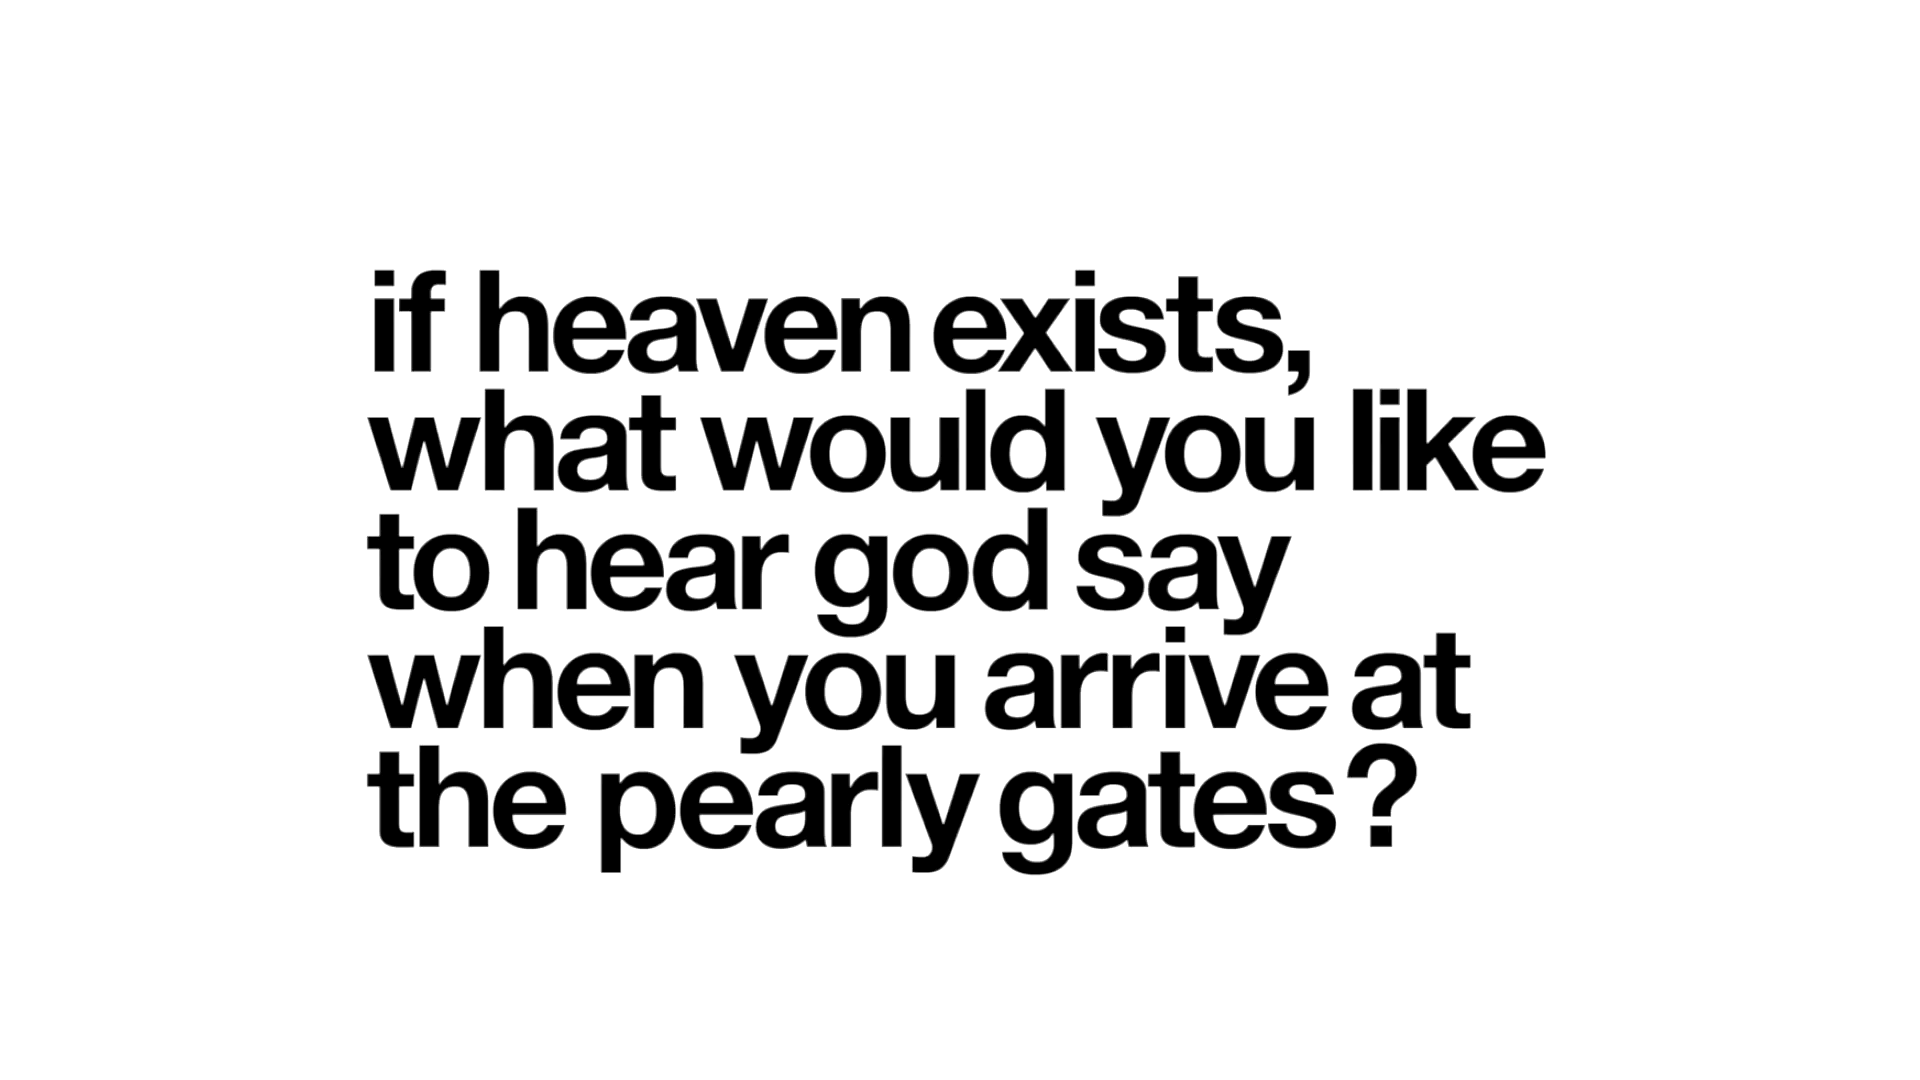 if heaven exists,
what would you like
to hear god say
when you arrive at
the pearly gates?